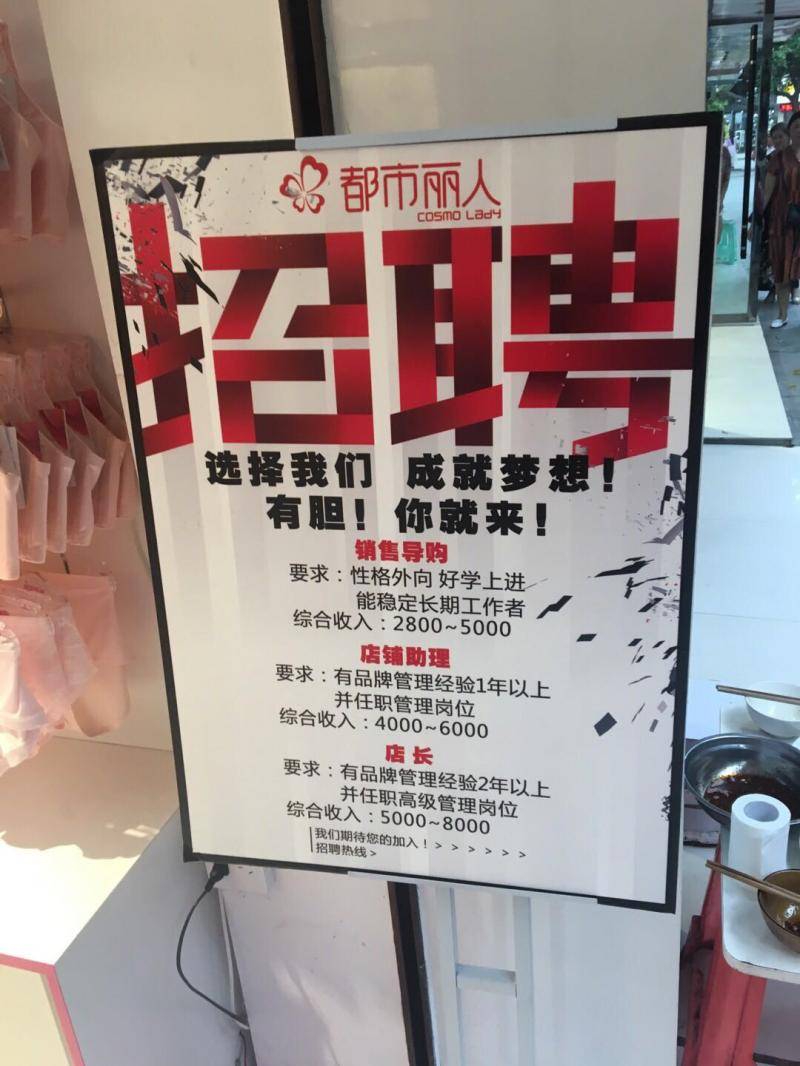 都市丽人
COSMO LADY
招聘
选择我们 成就梦想!
有胆! 你就来!
销售导购
要求:性格外向 好学上进
能稳定长期工作者
综合收入:2800~5000
店铺助理
要求:有品牌管理经验1年以上
并任职管理岗位
综合收入:4000~6000
店长
要求:有品牌管理经验2年以上
并任职高级管理岗位
综合收入:5000~8000
我们期待您的加入!> > > > > >
招聘热线>